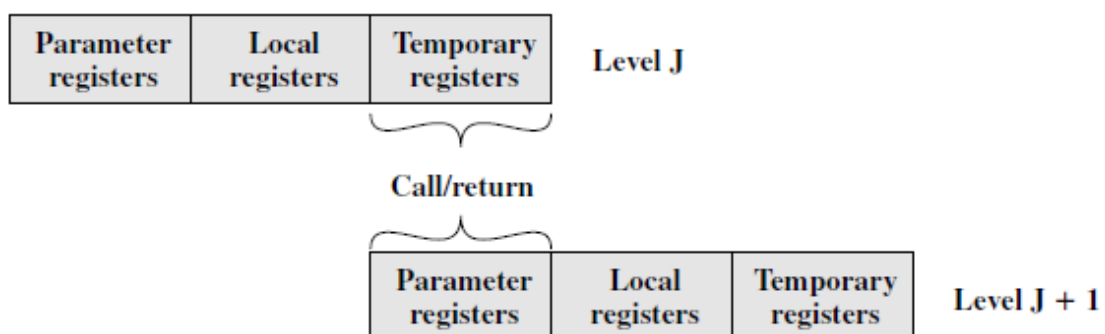 Parameter Local Temporary
registers registers registers
Level J
Call/return
Parameter Local Temporary
registers registers registers
Level J + 1